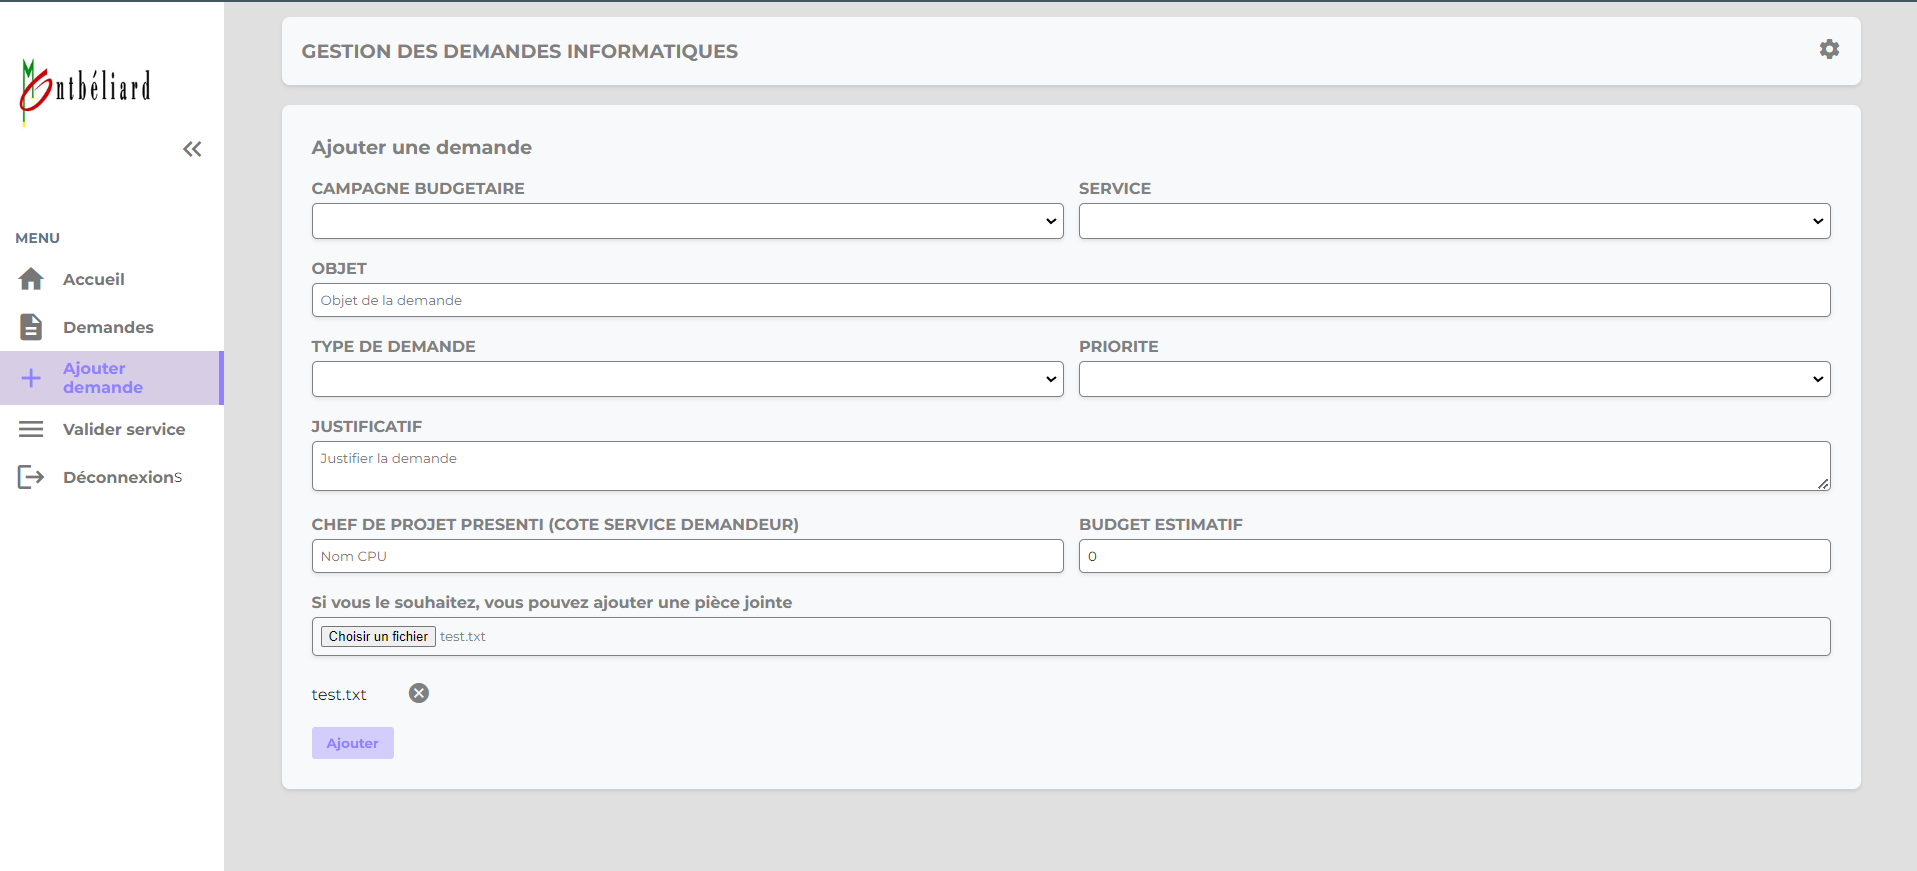 Montbéliard
MENU
Accueil
Demandes
Ajouter
demande
Valider service
Déconnexions
GESTION DES DEMANDES INFORMATIQUES
Ajouter une demande
CAMPAGNE BUDGETAIRE
SERVICE
OBJET
Objet de la demande
TYPE DE DEMANDE
PRIORITE
JUSTIFICATIF
Justifier la demande
CHEF DE PROJET PRESENTI (COTE SERVICE DEMANDEUR)
BUDGET ESTIMATIF
Nom CPU
0
Si vous le souhaitez, vous pouvez ajouter une pièce jointe
Choisir un fichier test.txt
test.txt
Ajouter